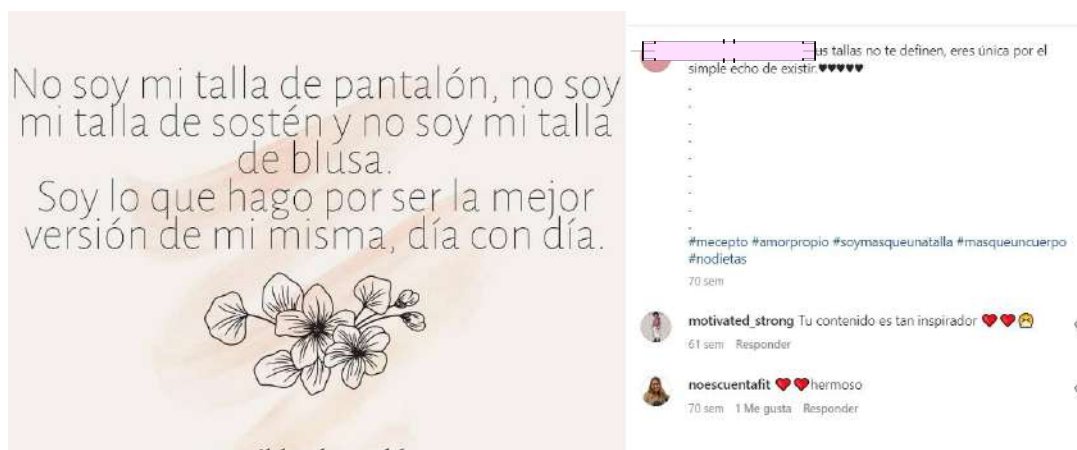 No soy mi talla de pantalón, no soy
mi talla de sostén y no soy mi talla
de blusa.
Soy lo que hago por ser la mejor
versión de mi misma, día con día.
tallas no te definen, eres única por el
simple echo de existir.♥♥♥♥♥
.
.
.
.
.
.
.
.
.
#mecepto #amorpropio #soymasqueunatalla #masqueuncuerpo
#nodietas
70 sem
motivated_strong Tu contenido es tan inspirador ❤️❤️🤭
61 sem Responder
noescuentafit ❤️❤️hermoso
70 sem 1 Me gusta Responder